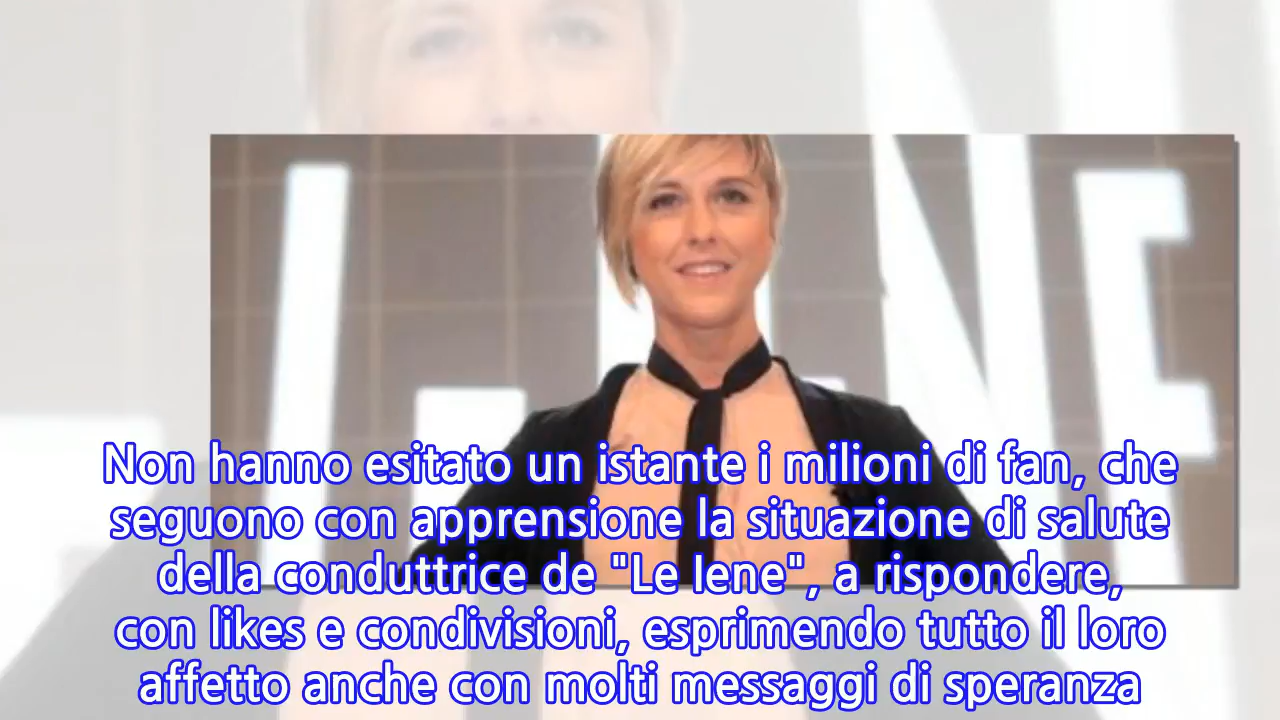 IENE
Non hanno esitato un istante i milioni di fan, che
seguono con apprensione la situazione di salute
della conduttrice de "Le Iene", a rispondere,
con likes e condivisioni, esprimendo tutto il loro
affetto anche con molti messaggi di speranza